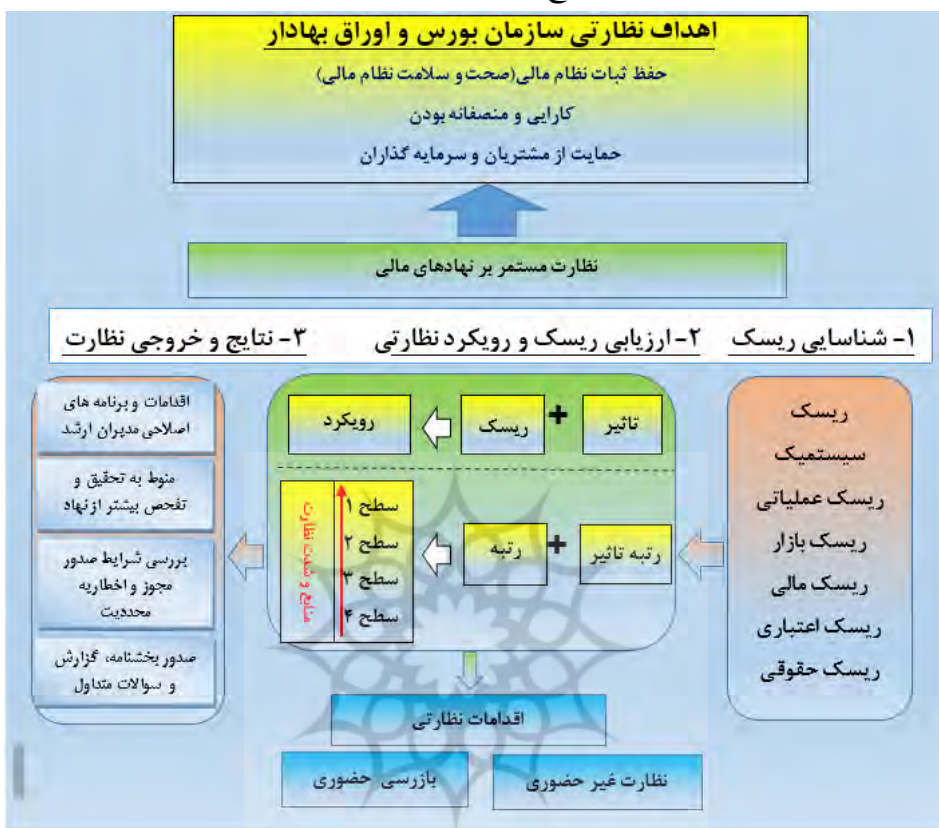 اهداف نظارتی سازمان بورس و اوراق بهادار
حفظ ثبات نظام مالی(صحت و سلامت نظام مالی)
کارایی و منصفانه بودن
حمایت از مشتریان و سرمایه گذاران
نظارت مستمر بر نهادهای مالی
۱- شناسایی ریسک
۲- ارزیابی ریسک و رویکرد نظارتی
۳- نتایج و خروجی نظارت
ریسک
سیستمیک
ریسک عملیاتی
ریسک بازار
ریسک مالی
ریسک اعتباری
ریسک حقوقی
تاثیر
+
ریسک
رویکرد
رتبه تاثیر
+
رتبه
سطح ۱
سطح ۲
سطح ۳
سطح ۴
منابع و شدت نظارت
اقدامات و برنامه های
اصلاحی مدیران ارشد
منوط به تحقیق و
تفحص بیشتر از نهاد
بررسی شرایط صدور
مجوز و اخطاریه
محددیت
صدور بخشنامه، گزارش
و سوالات متداول
اقدامات نظارتی
نظارت غیر حضوری
بازرسی حضوری